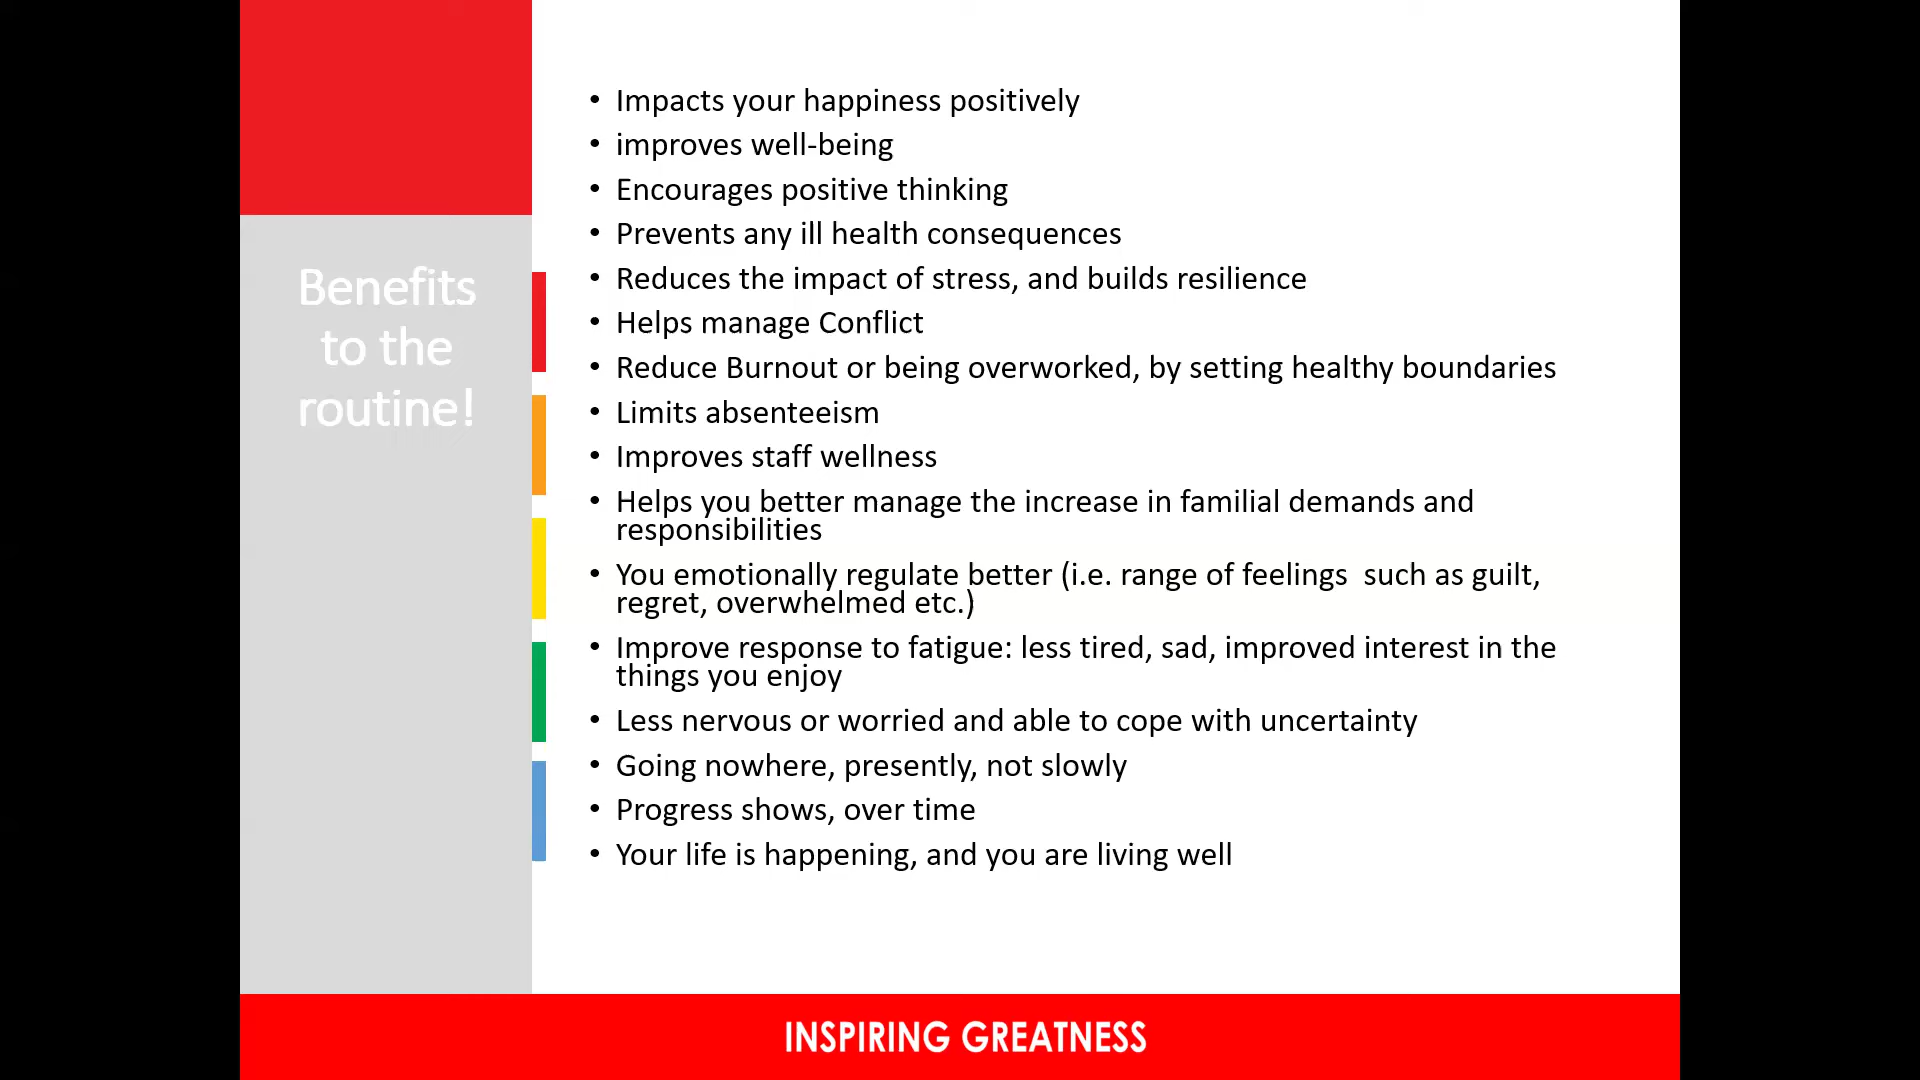 Benefits
to the
routine!
• Impacts your happiness positively
• improves well-being
• Encourages positive thinking
• Prevents any ill health consequences
• Reduces the impact of stress, and builds resilience
• Helps manage Conflict
• Reduce Burnout or being overworked, by setting healthy boundaries
• Limits absenteeism
• Improves staff wellness
• Helps you better manage the increase in familial demands and
responsibilities
• You emotionally regulate better (i.e. range of feelings  such as guilt,
regret, overwhelmed etc.)
• Improve response to fatigue: less tired, sad, improved interest in the
things you enjoy
• Less nervous or worried and able to cope with uncertainty
• Going nowhere, presently, not slowly
• Progress shows, over time
• Your life is happening, and you are living well
INSPIRING GREATNESS